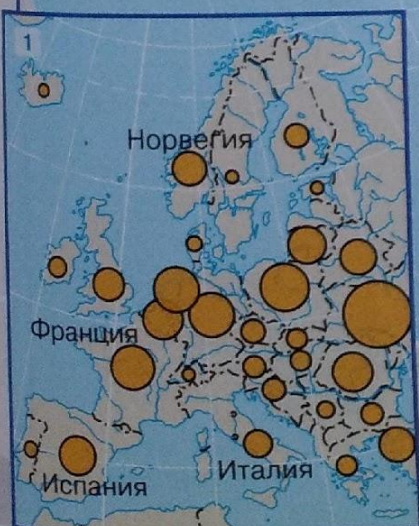 1
Норвегия
Франция
Италия
Испания